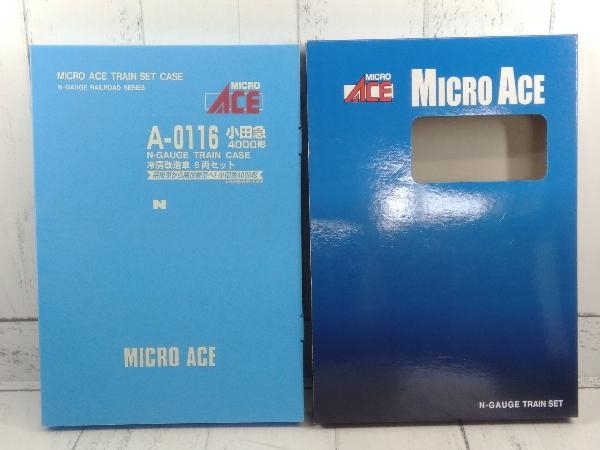 MICRO ACE TRAIN SET CASE
N-GAUGE RAILROAD SERIES
MICRO
ACE
A-0116 小田急
4000形
N-GAUGE TRAIN CASE
冷房改造車 6両セット
N
MICRO ACE
MICRO
ACE
MICRO ACE
N-GAUGE TRAIN SET